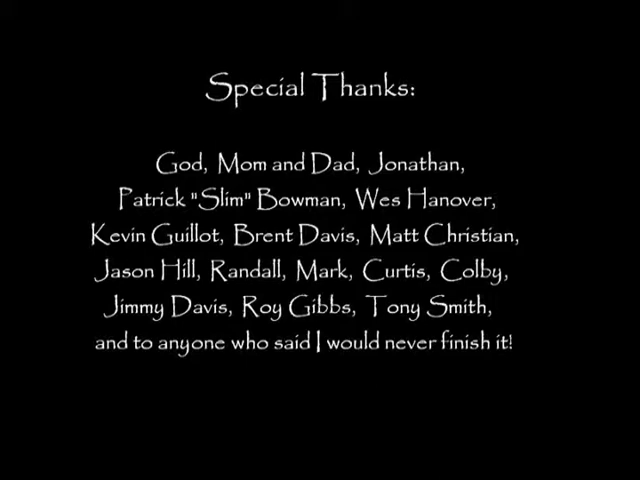 Special Thanks:
God, Mom and Dad, Jonathan,
Patrick "Slim" Bowman, Wes Hanover,
Kevin Guillot, Brent Davis, Matt Christian,
Jason Hill, Randall, Mark, Curtis, Colby,
Jimmy Davis, Roy Gibbs, Tony Smith,
and to anyone who said I would never finish it!